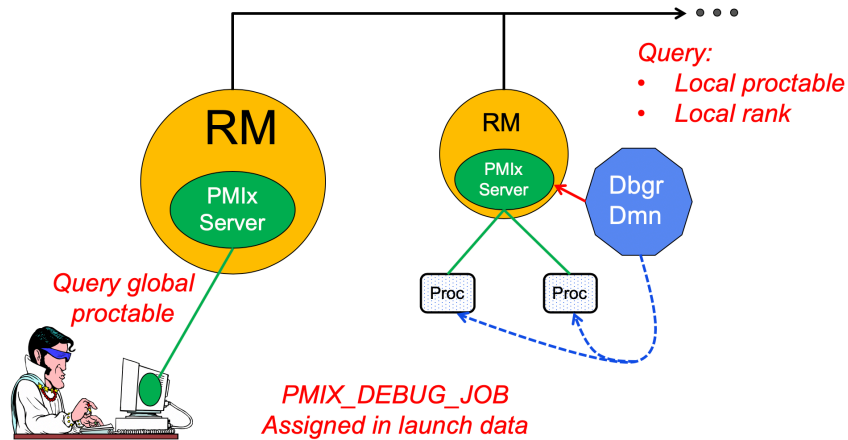 Query:
• Local proctable
• Local rank
RM
PMIx
Server
RM
PMIx
Server
Dbgr
Dmn
Query global
proctable
Proc
Proc
PMIX_DEBUG_JOB
Assigned in launch data